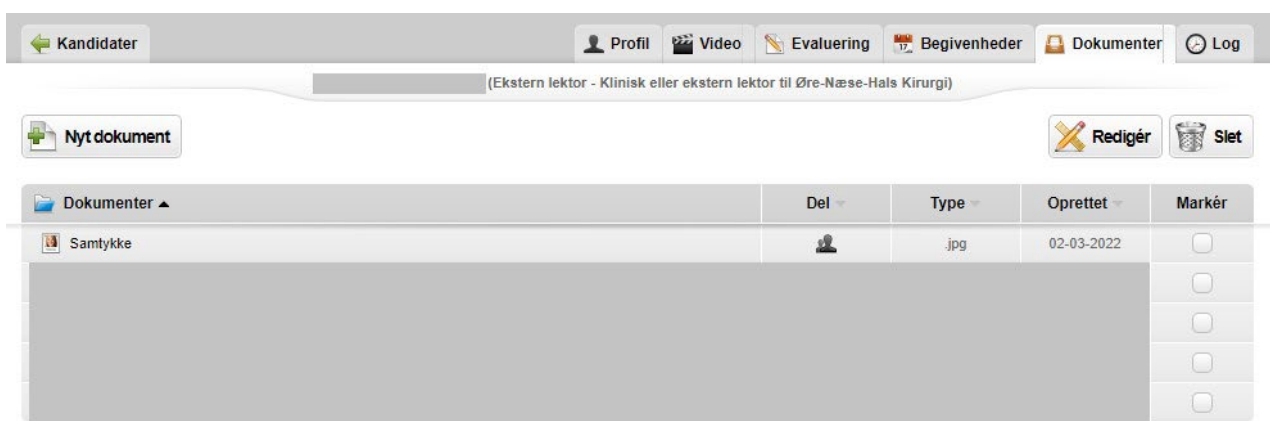 Kandidater Profil Video Evaluering 17 Begivenheder Dokumenter Log
(Ekstern lektor - Klinisk eller ekstern lektor til Øre-Næse-Hals Kirurgi)
Nyt dokument Redigér Slet
Dokumenter Del Type Oprettet Markér
Samtykke .jpg 02-03-2022